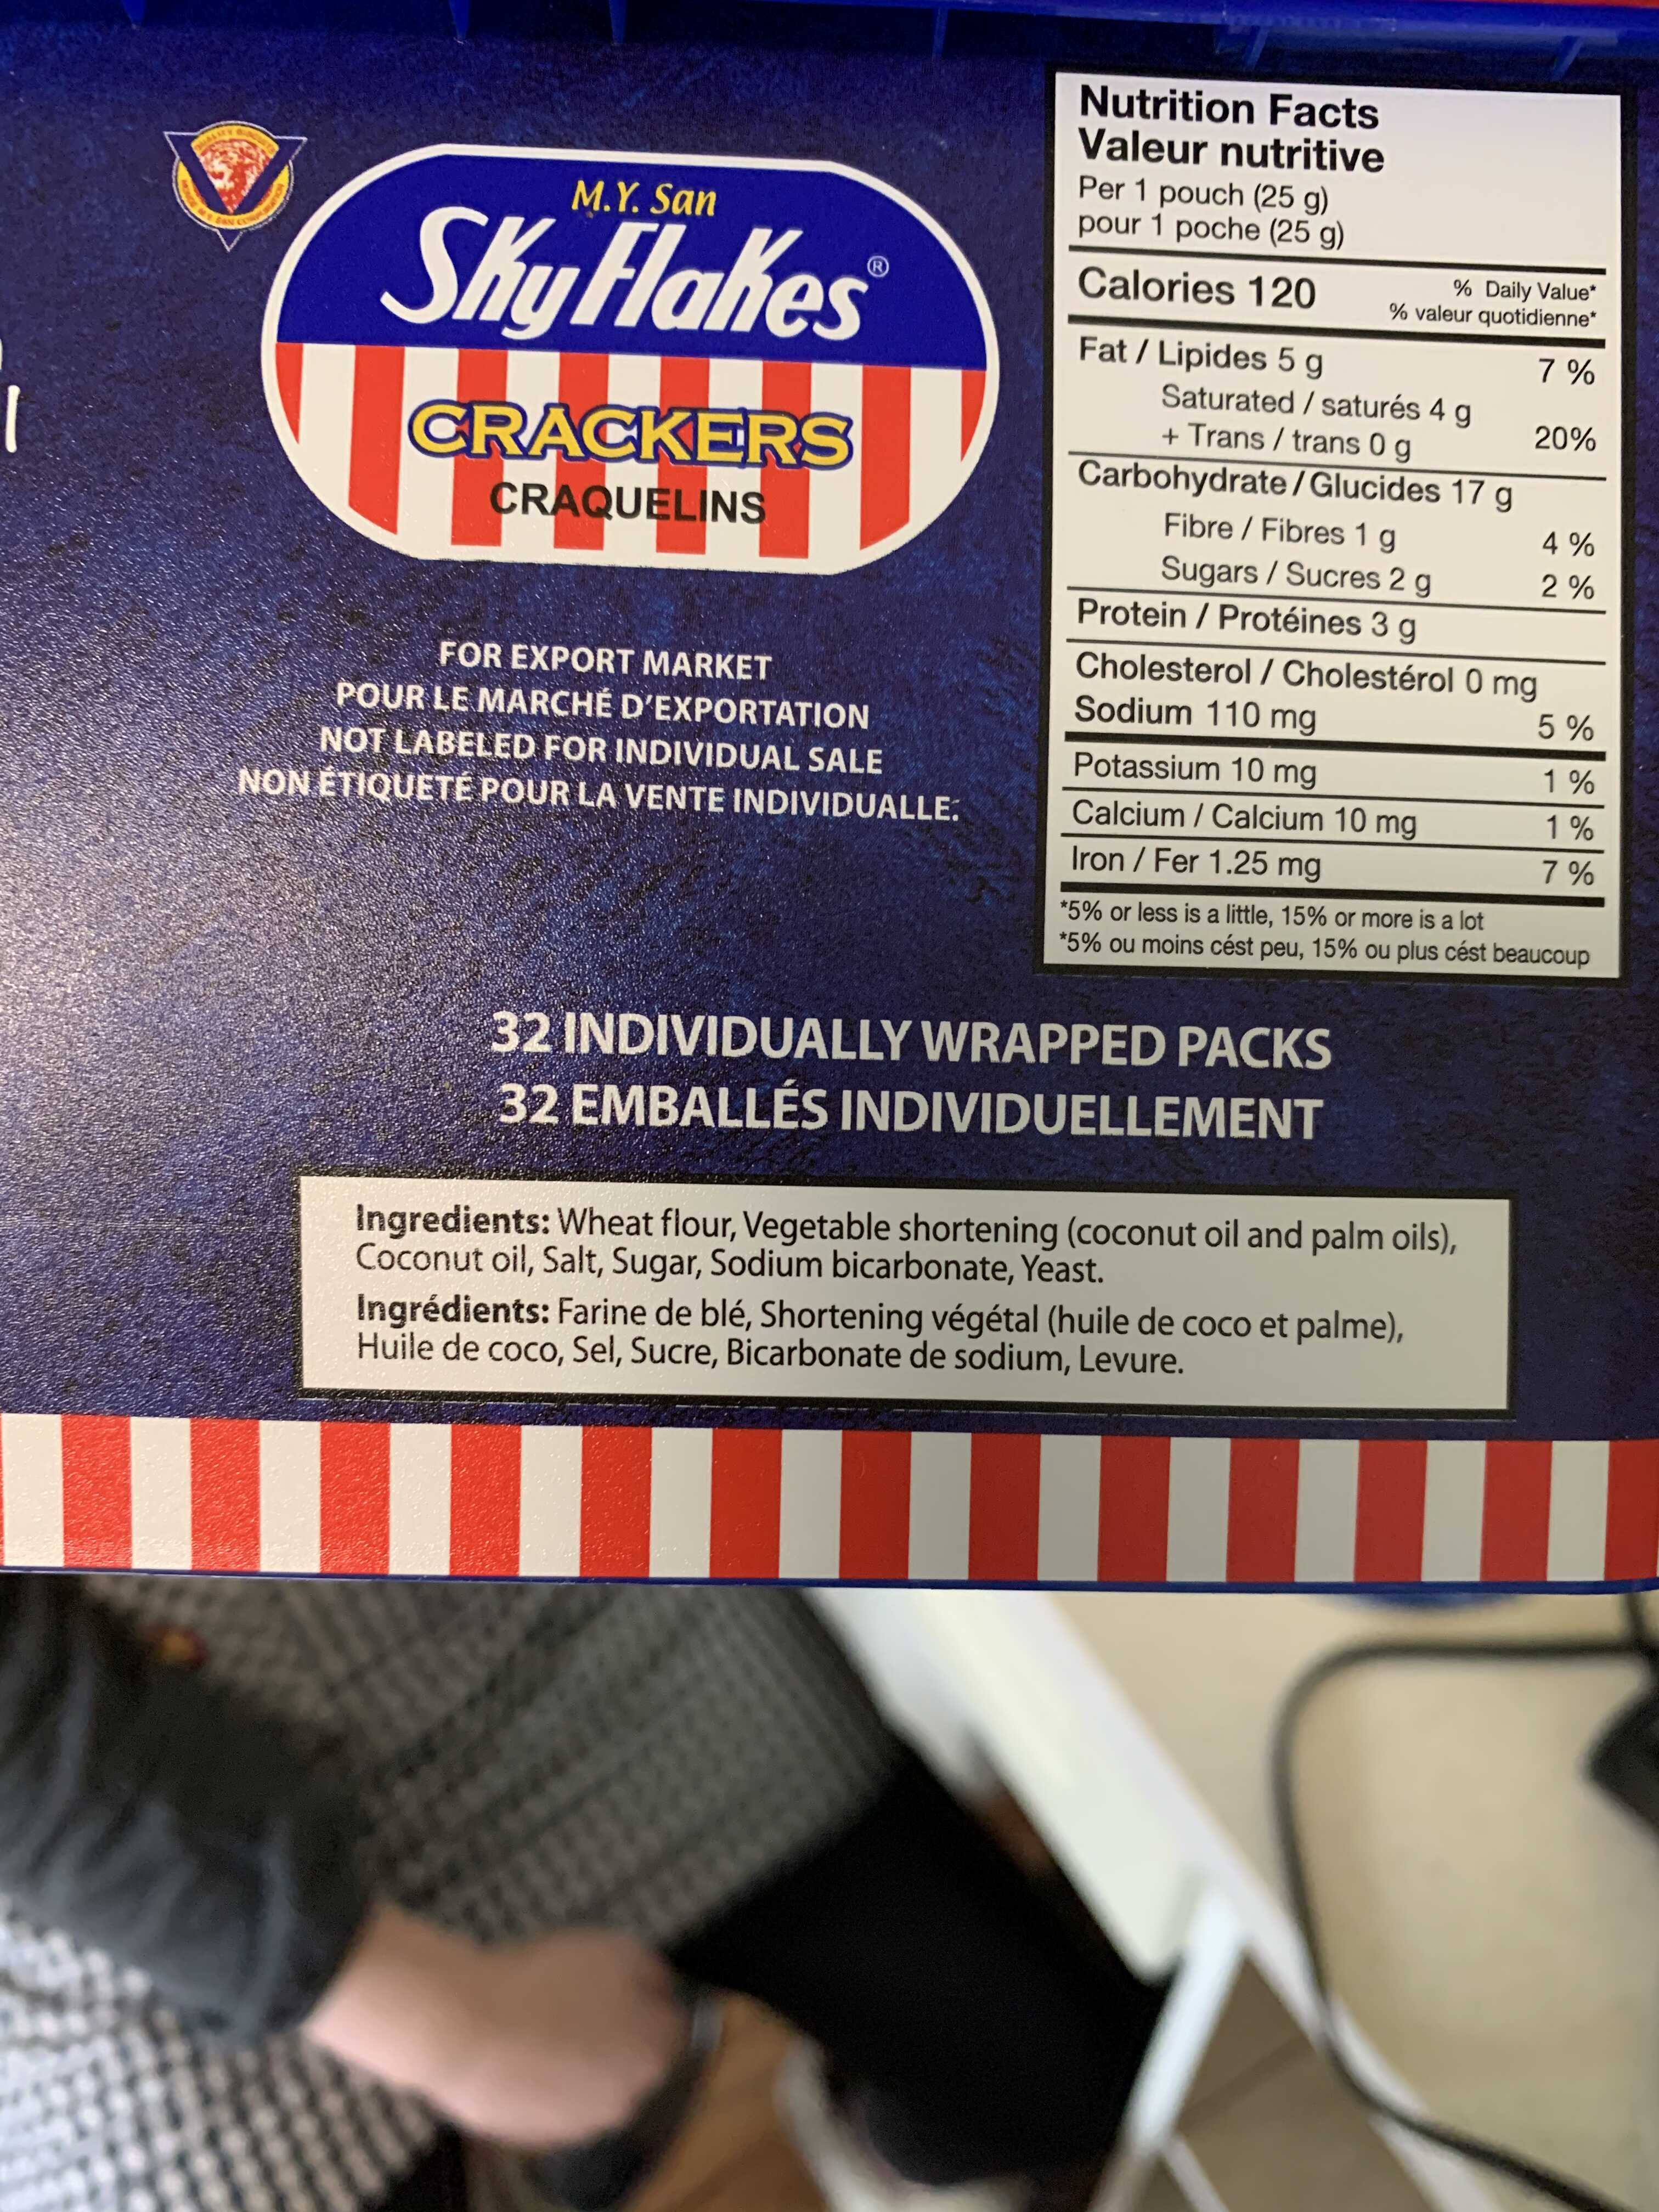 M.Y. San
SkyFlakes®
CRACKERS
CRAQUELINS
FOR EXPORT MARKET
POUR LE MARCHÉ D'EXPORTATION
NOT LABELED FOR INDIVIDUAL SALE
NON ÉTIQUETÉ POUR LA VENTE INDIVIDUALLE.
Nutrition Facts
Valeur nutritive
Per 1 pouch (25 g)
pour 1 poche (25 g)
Calories 120
% Daily Value*
% valeur quotidienne*
Fat / Lipides 5 g 7 %
Saturated / saturés 4 g
+ Trans / trans 0 g 20%
Carbohydrate / Glucides 17 g
Fibre / Fibres 1 g 4 %
Sugars / Sucres 2 g 2 %
Protein / Protéines 3 g
Cholesterol / Cholestérol 0 mg
Sodium 110 mg 5 %
Potassium 10 mg 1 %
Calcium / Calcium 10 mg 1 %
Iron / Fer 1.25 mg 7 %
*5% or less is a little, 15% or more is a lot
*5% ou moins cést peu, 15% ou plus cést beaucoup
32 INDIVIDUALLY WRAPPED PACKS
32 EMBALLÉS INDIVIDUELLEMENT
Ingredients: Wheat flour, Vegetable shortening (coconut oil and palm oils),
Coconut oil, Salt, Sugar, Sodium bicarbonate, Yeast.
Ingrédients: Farine de blé, Shortening végétal (huile de coco et palme),
Huile de coco, Sel, Sucre, Bicarbonate de sodium, Levure.